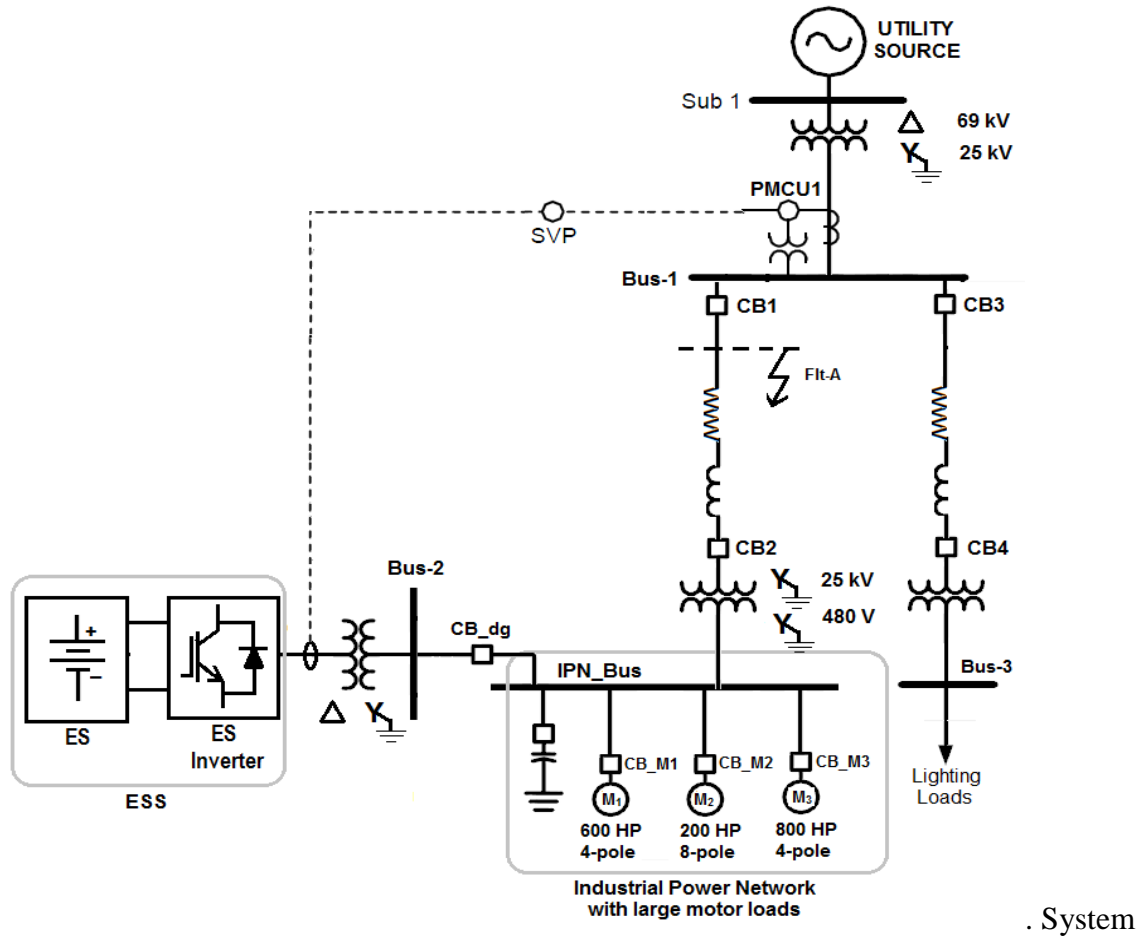 UTILITY
SOURCE
Sub 1
69 kV
25 kV
PMCU1
SVP
Bus-1
CB1
CB3
Flt-A
CB2
CB4
25 kV
480 V
Bus-2
CB_dg
IPN_Bus
Bus-3
+
−
ES
ES
Inverter
ESS
CB_M1
CB_M2
CB_M3
M1
M2
M3
600 HP
4-pole
200 HP
8-pole
800 HP
4-pole
Lighting
Loads
Industrial Power Network
with large motor loads
. System